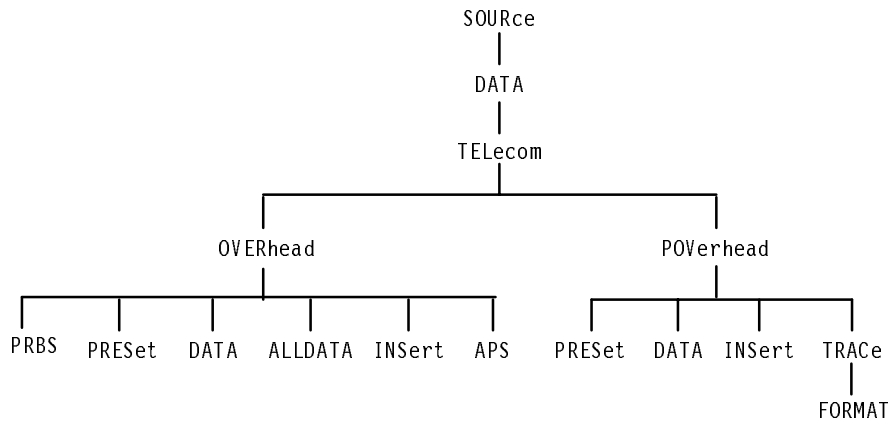 SOURce
DATA
TELecom
OVERhead POVerhead
PRBS PRESet DATA ALLDATA INSert APS PRESet DATA INSert TRACe
FORMAT